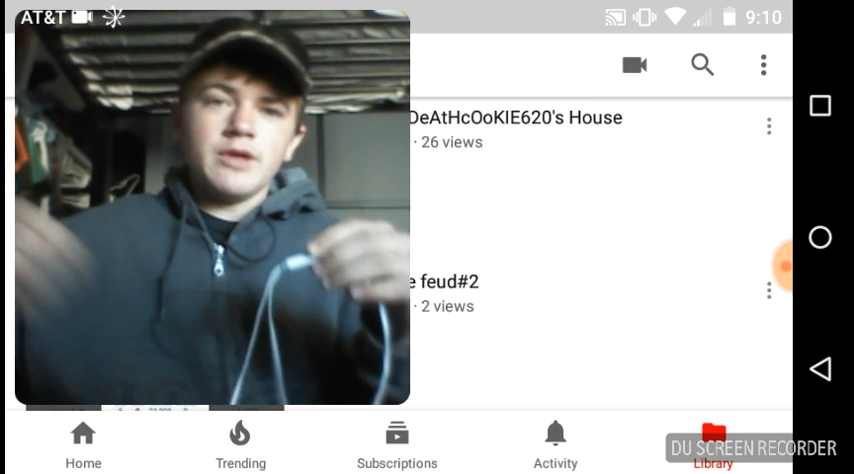 AT&T 9:10
DeAtHcOoKIE620's House
· 26 views
feud#2
· 2 views
Home Trending Subscriptions Activity Library
DU SCREEN RECORDER